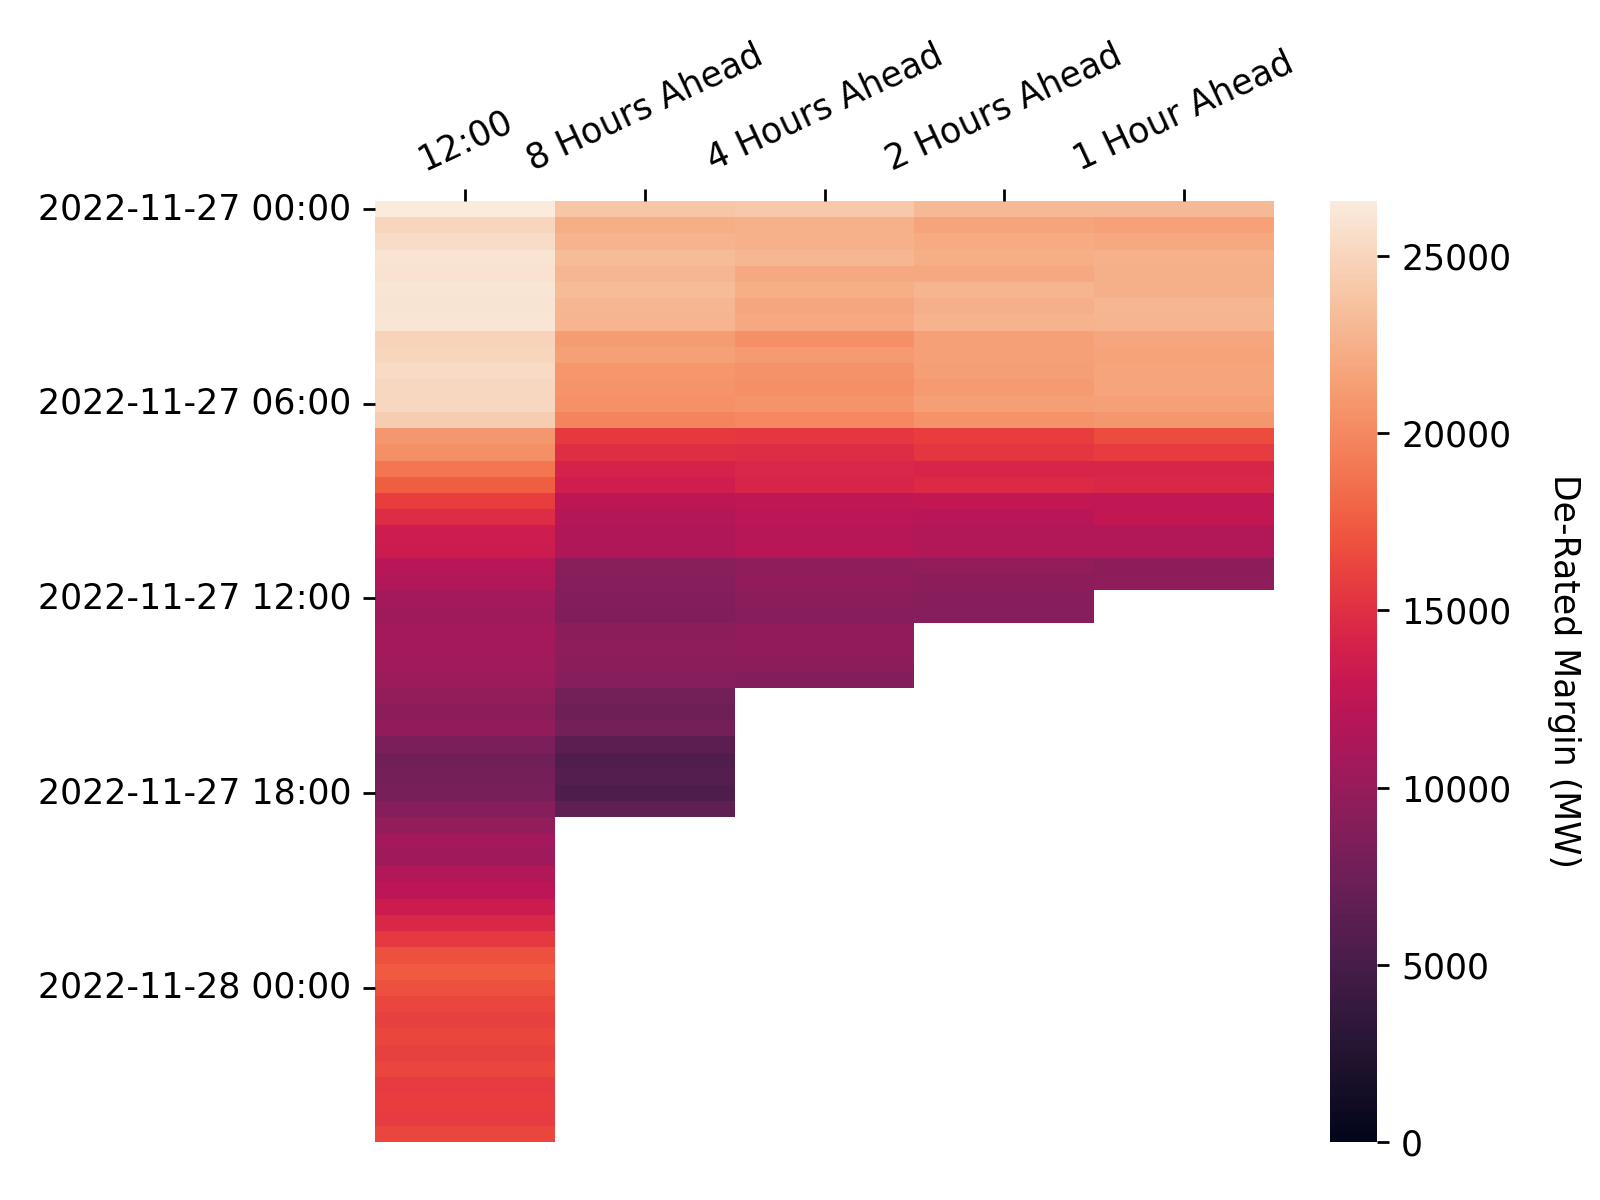 12:00
8 Hours Ahead
4 Hours Ahead
2 Hours Ahead
1 Hour Ahead
2022-11-27 00:00
2022-11-27 06:00
2022-11-27 12:00
2022-11-27 18:00
2022-11-28 00:00
25000
20000
15000
10000
5000
0
De-Rated Margin (MW)